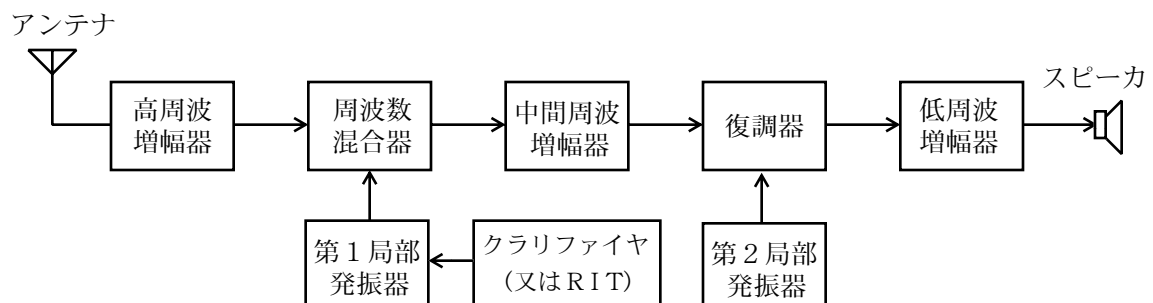 アンテナ
スピーカ
高周波
増幅器
周波数
混合器
中間周波
増幅器
復調器
低周波
増幅器
第1局部
発振器
クラリファイヤ
(又はRIT)
第2局部
発振器